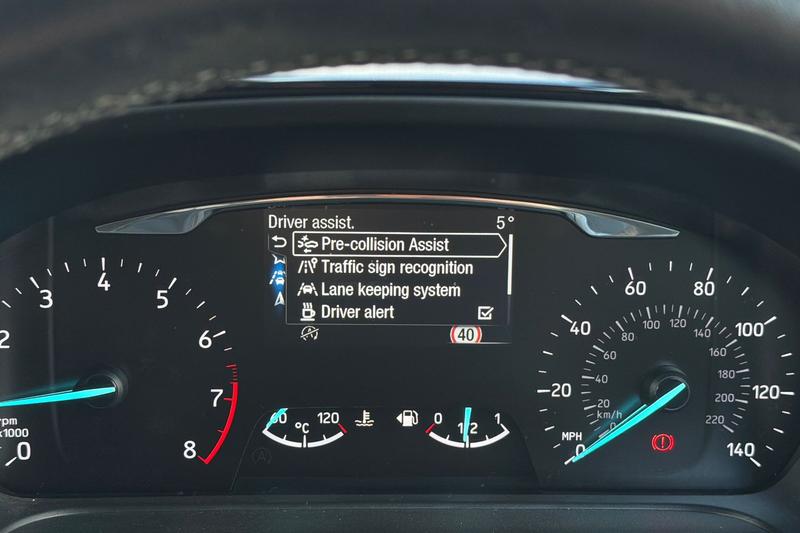 Driver assist. 5°
Pre-collision Assist
Traffic sign recognition
Lane keeping system
Driver alert
40
2
3
4
5
6
7
8
0
rpm
x1000
60 120
°C
0 1/2 1
0
20
40
60
80
100
120
140
MPH
km/h
0
20
40
60
80
100
120
140
160
180
200
220